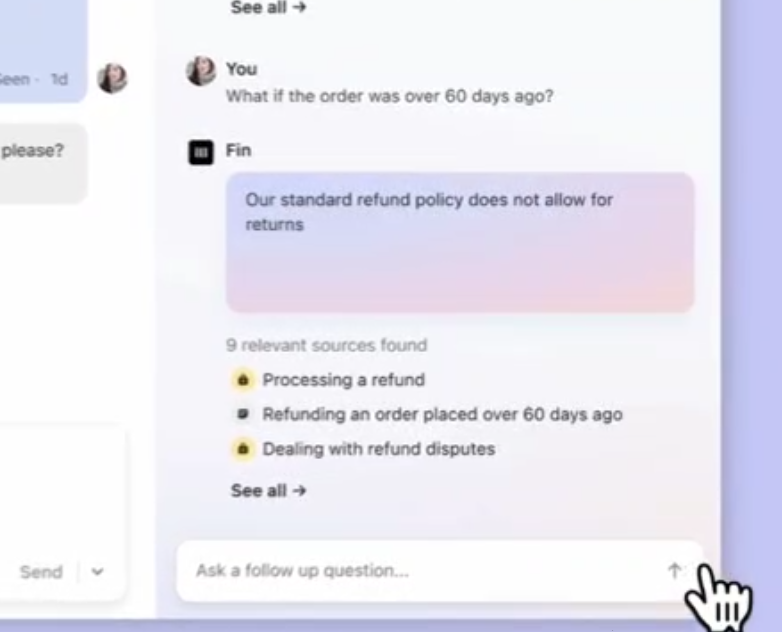 See all →
Seen · 1d
You
What if the order was over 60 days ago?
please?
Fin
Our standard refund policy does not allow for
returns
9 relevant sources found
Processing a refund
Refunding an order placed over 60 days ago
Dealing with refund disputes
See all →
Send
Ask a follow up question...